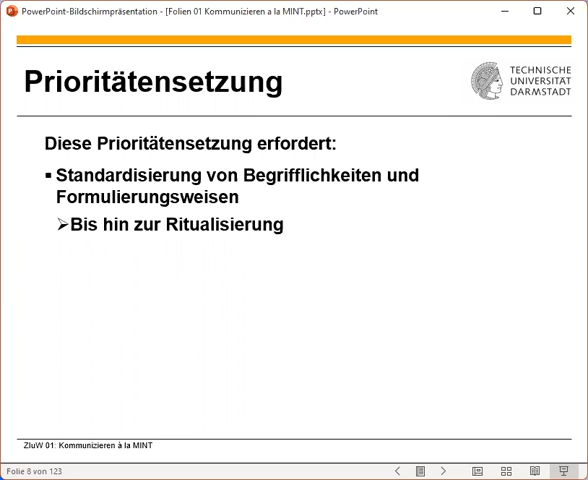 PowerPoint-Bildschirmpräsentation - [Folien 01 Kommunizieren a la MINT.pptx] - PowerPoint
Prioritätensetzung
TECHNISCHE
UNIVERSITÄT
DARMSTADT
Diese Prioritätensetzung erfordert:
▪ Standardisierung von Begrifflichkeiten und
Formulierungsweisen
➢Bis hin zur Ritualisierung
ZIuW 01: Kommunizieren à la MINT
Folie 8 von 123